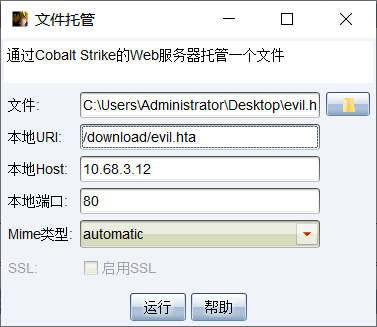 文件托管
通过Cobalt Strike的Web服务器托管一个文件
文件: C:\Users\Administrator\Desktop\evil.h
本地URI: /download/evil.hta
本地Host: 10.68.3.12
本地端口: 80
Mime类型: automatic
SSL: 启用SSL
运行 帮助